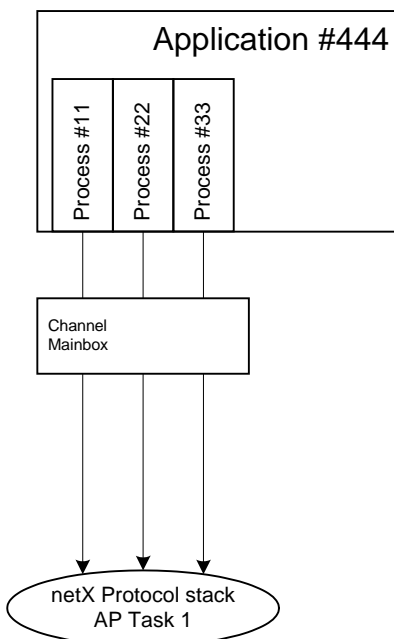 Application #444
Process #11
Process #22
Process #33
Channel
Mainbox
netX Protocol stack
AP Task 1